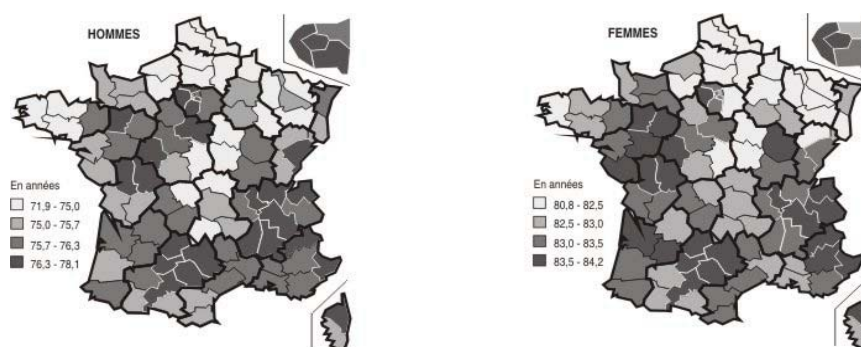 HOMMES
En années
71,9 - 75,0
75,0 - 75,7
75,7 - 76,3
76,3 - 78,1
FEMMES
En années
80,8 - 82,5
82,5 - 83,0
83,0 - 83,5
83,5 - 84,2